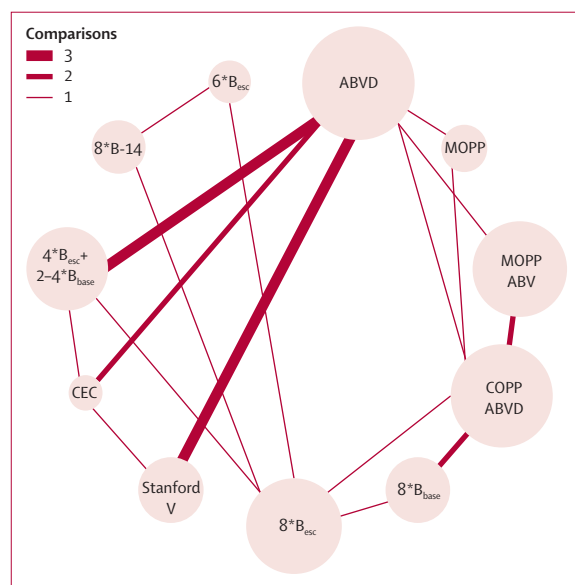 Comparisons
3
2
1
6*Besc
ABVD
8*B-14
MOPP
4*Besc+
2–4*Bbase
MOPP
ABV
CEC
COPP
ABVD
Stanford
V
8*Bbase
8*Besc